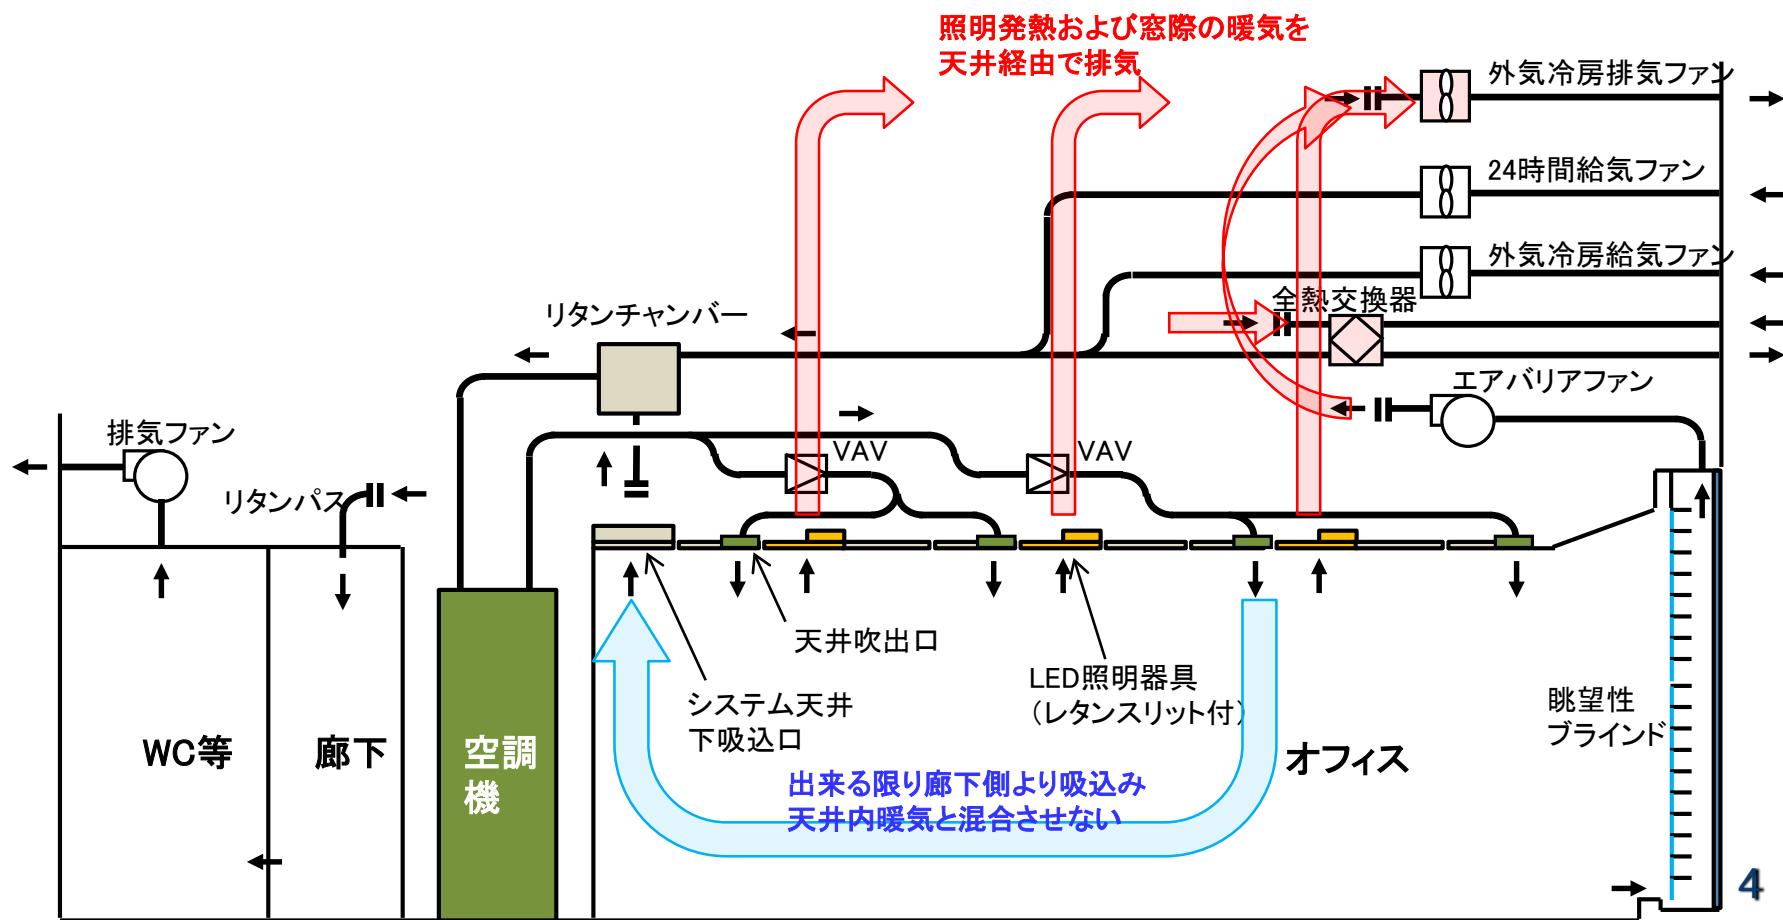 照明発熱および窓際の暖気を
天井経由で排気
外気冷房排気ファン
24時間給気ファン
外気冷房給気ファン
全熱交換器
リタンチャンバー
エアバリアファン
排気ファン
VAV
VAV
リタンパス
天井吹出口
システム天井
下吸込口
LED照明器具
（レタンスリット付）
眺望性
ブラインド
WC等
廊下
空調
機
オフィス
出来る限り廊下側より吸込み
天井内暖気と混合させない
4